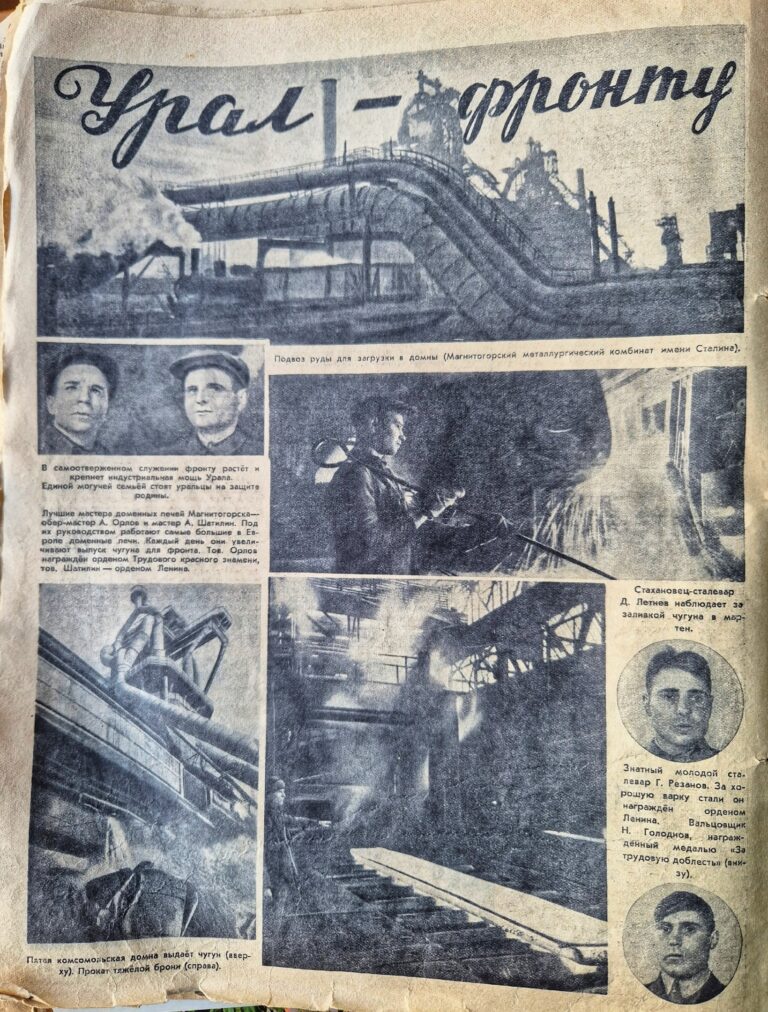 Урал - фронту
Подвоз руды для загрузки в домны (Магнитогорский металлургический комбинат имени Сталина).
В самоотверженном служении фронту растёт и
крепнет индустриальная мощь Урала.
Единой могучей семьёй стоят уральцы на защите
родины.
Лучшие мастера доменных печей Магнитогорска—
обер-мастер А. Орлов и мастер А. Шатилин. Под
их руководством работают самые большие в Ев-
ропе доменные печи. Каждый день они увели-
чивают выпуск чугуна для фронта. Тов. Орлов
награждён орденом Трудового красного знамени,
тов. Шатилин — орденом Ленина.
Стахановец-сталевар
Д. Летнев наблюдает за
заливкой чугуна в мар-
тен.
Знатный молодой ста-
левар Г. Резанов. За хо-
рошую варку стали он
награждён орденом
Ленина. Вальцовщик
Н. Голоднов, награж-
дённый медалью «За
трудовую доблесть» (вни-
зу).
Пятая комсомольская домна выдаёт чугун (ввер-
ху). Прокат тяжёлой брони (справа).